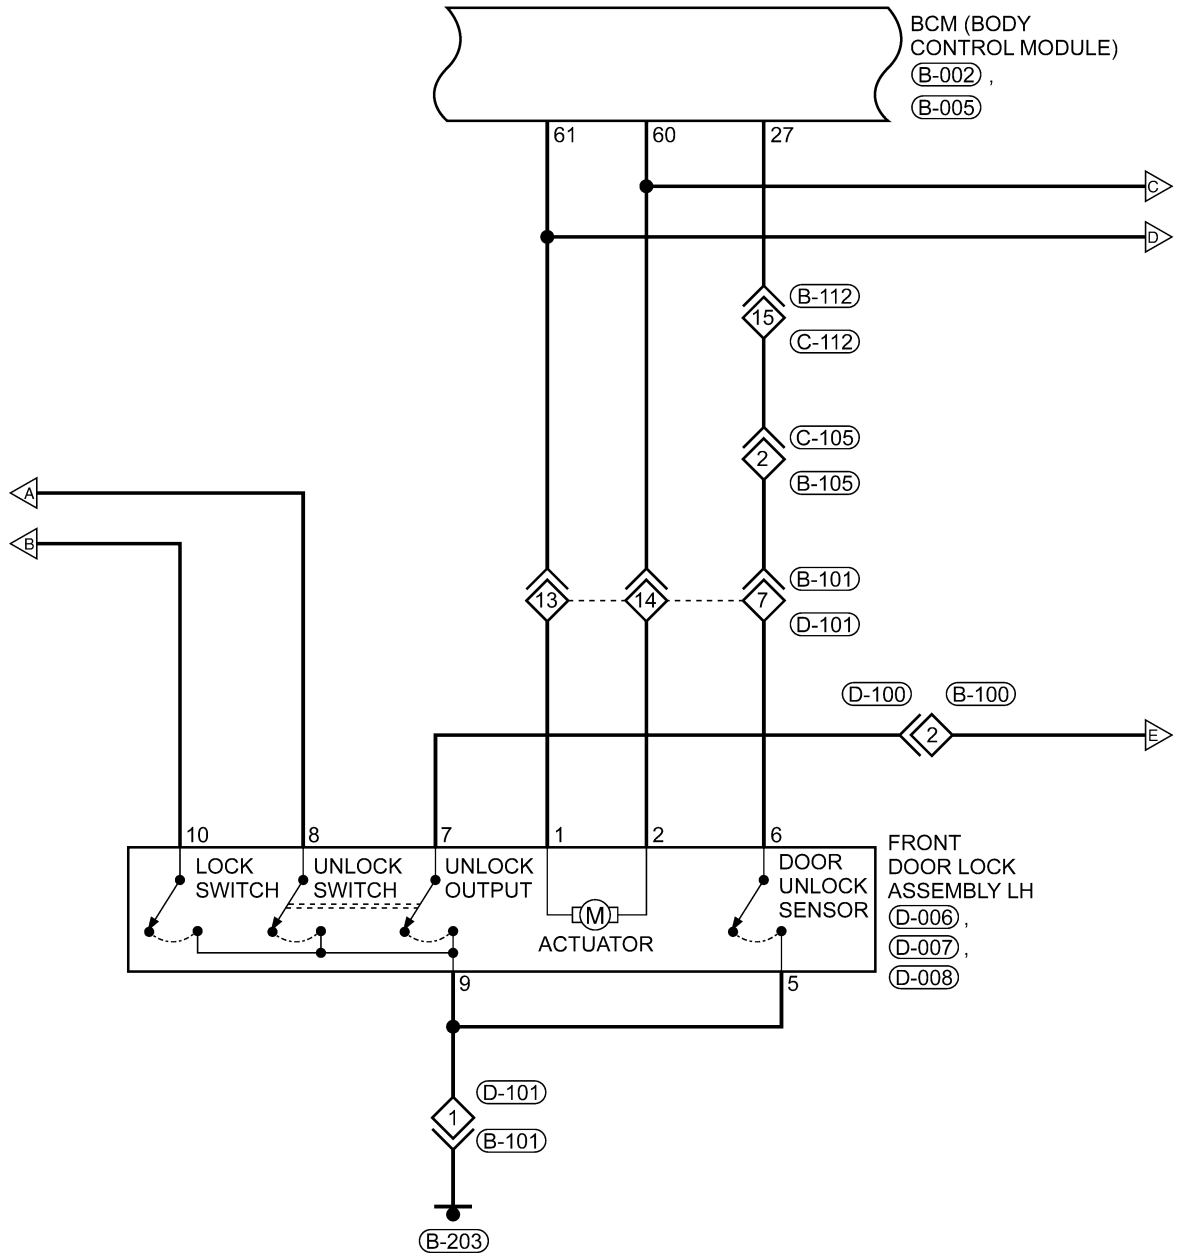 BCM (BODY
CONTROL MODULE)
B-002 ,
B-005
61 60 27
C
D
B-112
15
C-112
C-105
2
B-105
A
B
B-101
13 14 7
D-101
D-100 B-100
2
E
10 8 7 1 2 6
LOCK
SWITCH
UNLOCK
SWITCH
UNLOCK
OUTPUT
M
ACTUATOR
DOOR
UNLOCK
SENSOR
FRONT
DOOR LOCK
ASSEMBLY LH
D-006 ,
D-007 ,
D-008
9 5
D-101
1
B-101
B-203